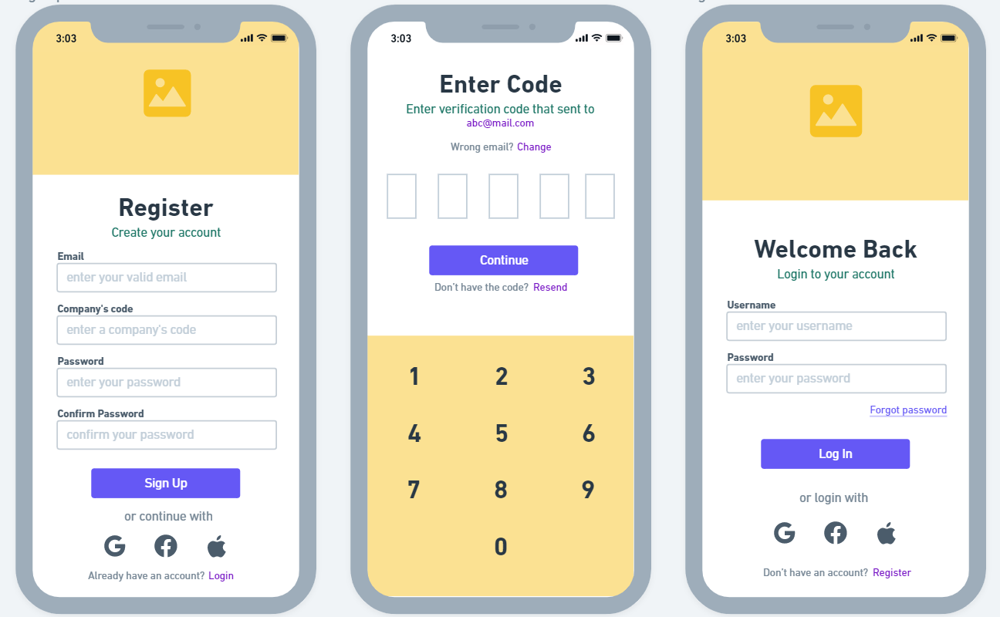 3:03
Register
Create your account
Email
enter your valid email
Company's code
enter a company's code
Password
enter your password
Confirm Password
confirm your password
Sign Up
or continue with
Already have an account? Login
3:03
Enter Code
Enter verification code that sent to
abc@mail.com
Wrong email? Change
Continue
Don't have the code? Resend
1 2 3
4 5 6
7 8 9
0
3:03
Welcome Back
Login to your account
Username
enter your username
Password
enter your password
Forgot password
Log In
or login with
Don't have an account? Register